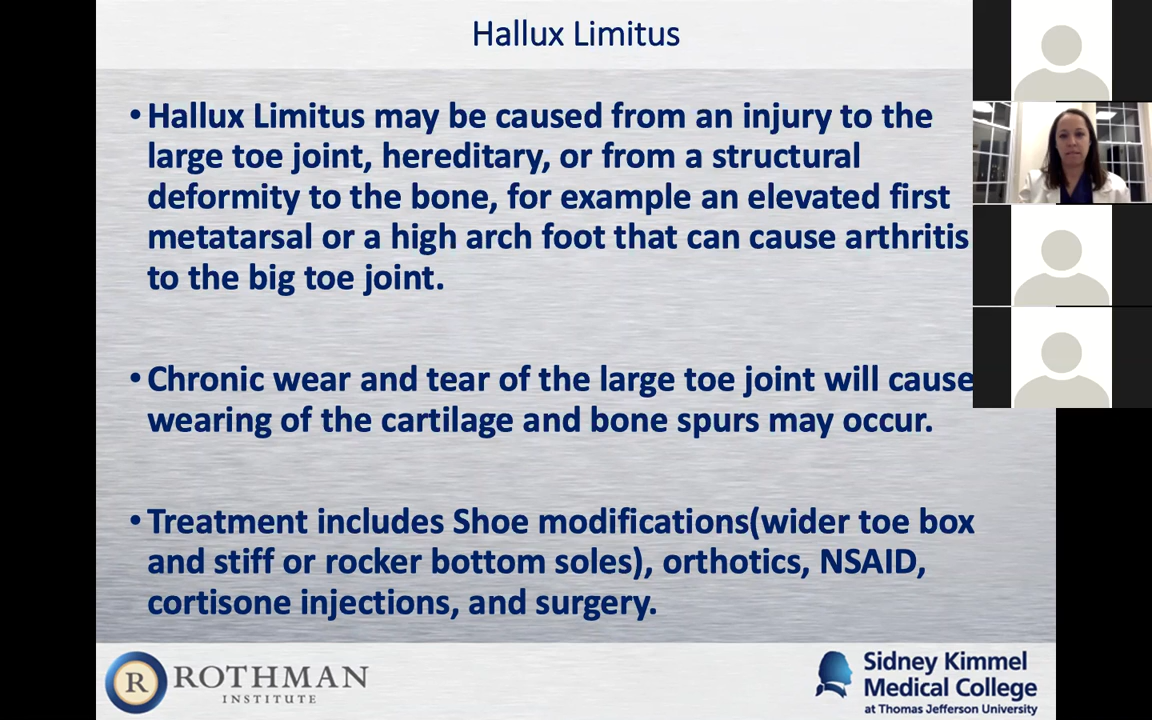 Hallux Limitus
•Hallux Limitus may be caused from an injury to the
large toe joint, hereditary, or from a structural
deformity to the bone, for example an elevated first
metatarsal or a high arch foot that can cause arthritis
to the big toe joint.
•Chronic wear and tear of the large toe joint will cause
wearing of the cartilage and bone spurs may occur.
•Treatment includes Shoe modifications(wider toe box
and stiff or rocker bottom soles), orthotics, NSAID,
cortisone injections, and surgery.
R ROTHMAN
INSTITUTE
Sidney Kimmel
Medical College
at Thomas Jefferson University